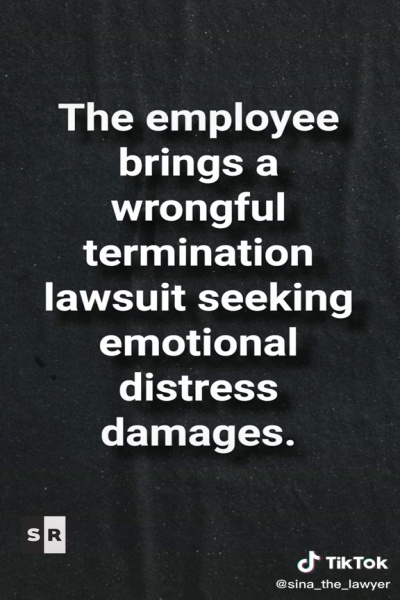 The employee
brings a
wrongful
termination
lawsuit seeking
emotional
distress
damages.
S R
TikTok
@sina_the_lawyer